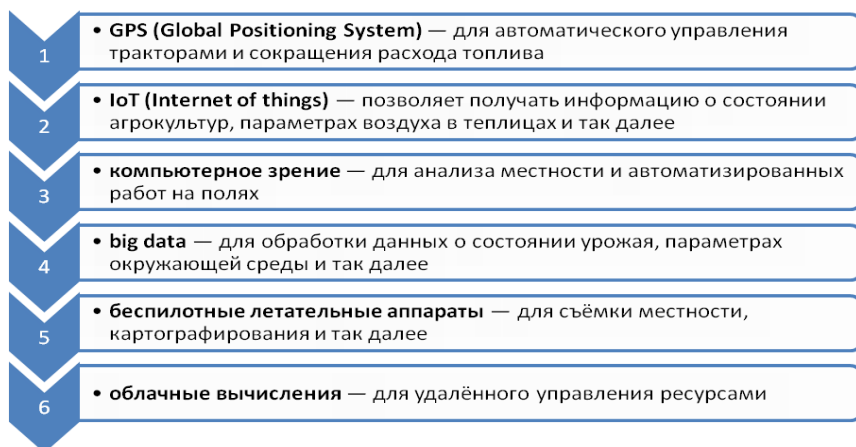 1
• GPS (Global Positioning System) — для автоматического управления
тракторами и сокращения расхода топлива
2
• IoT (Internet of things) — позволяет получать информацию о состоянии
агрокультур, параметрах воздуха в теплицах и так далее
3
• компьютерное зрение — для анализа местности и автоматизированных
работ на полях
4
• big data — для обработки данных о состоянии урожая, параметрах
окружающей среды и так далее
5
• беспилотные летательные аппараты — для съёмки местности,
картографирования и так далее
6
• облачные вычисления — для удалённого управления ресурсами